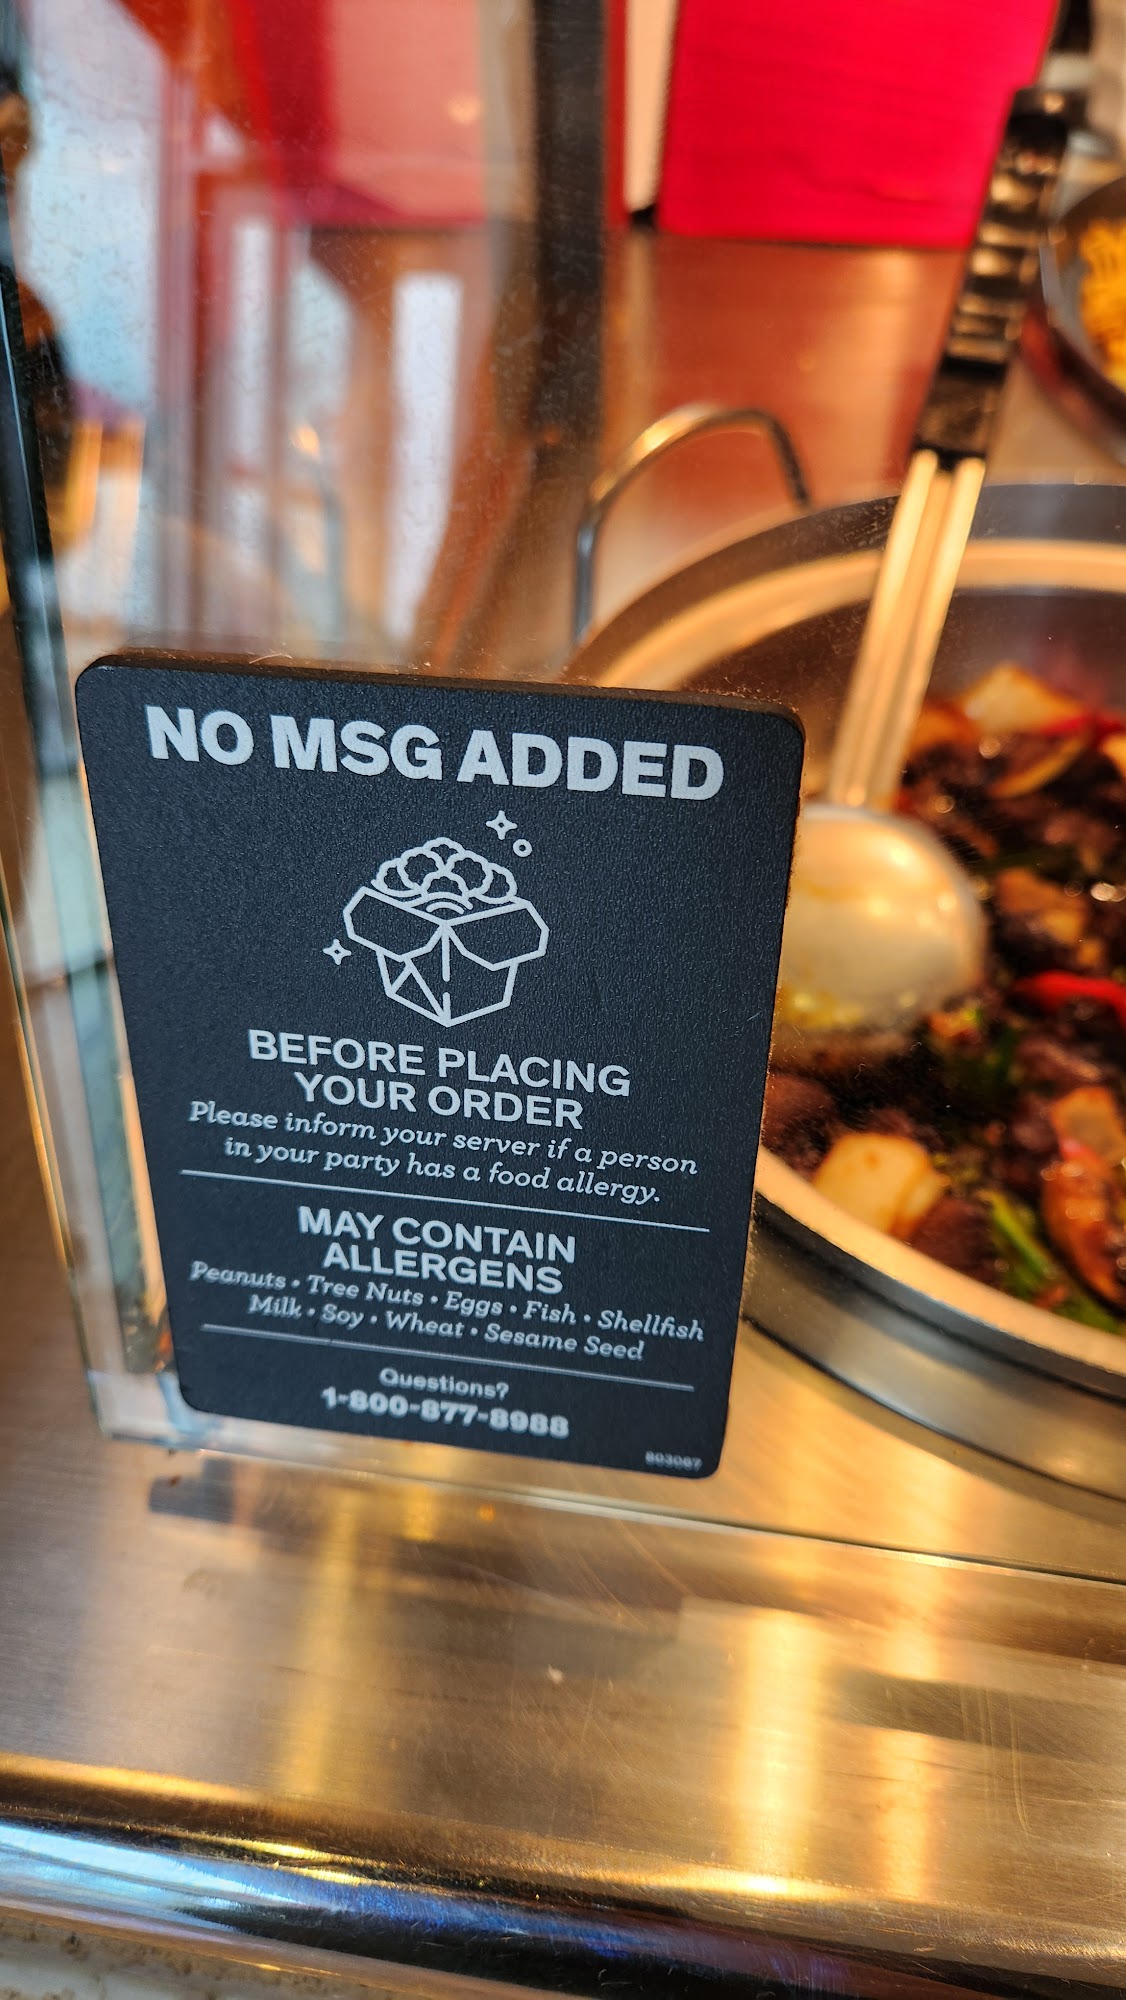 NO MSG ADDED
BEFORE PLACING
YOUR ORDER
Please inform your server if a person
in your party has a food allergy.
MAY CONTAIN
ALLERGENS
Peanuts • Tree Nuts • Eggs • Fish • Shellfish
Milk • Soy • Wheat • Sesame Seed
Questions?
1-800-877-8988
803087